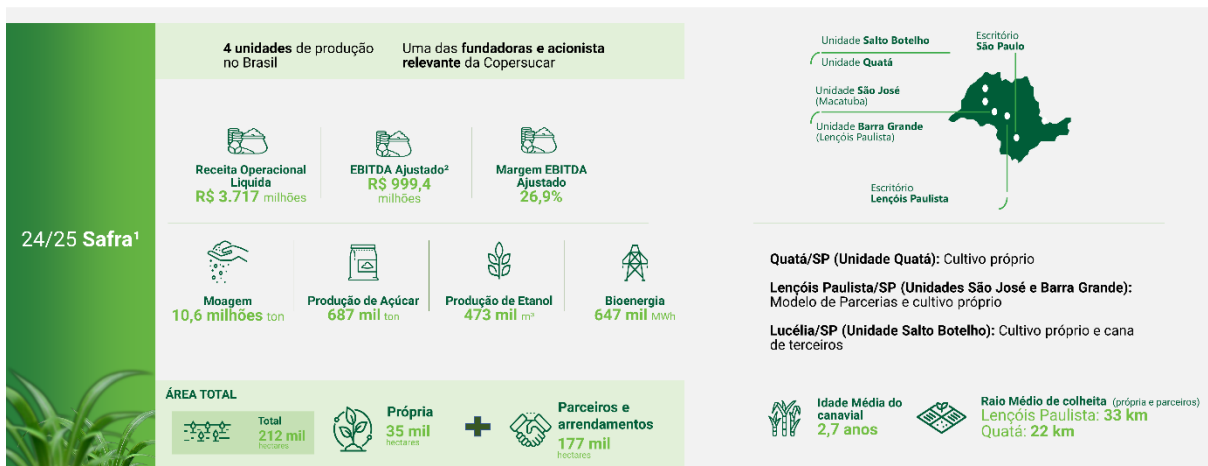 4 unidades de produção
no Brasil
Uma das fundadoras e acionista
relevante da Copersucar
24/25 Safra¹
Receita Operacional
Liquida
R$ 3.717 milhões
EBITDA Ajustado²
R$ 999,4
milhões
Margem EBITDA
Ajustado
26,9%
Moagem
10,6 milhões ton
Produção de Açúcar
687 mil ton
Produção de Etanol
473 mil m³
Bioenergia
647 mil MWh
ÁREA TOTAL
Total
212 mil
hectares
Própria
35 mil
hectares
Parceiros e
arrendamentos
177 mil
hectares
Unidade Salto Botelho
Unidade Quatá
Escritório
São Paulo
Unidade São José
(Macatuba)
Unidade Barra Grande
(Lençóis Paulista)
Escritório
Lençóis Paulista
Quatá/SP (Unidade Quatá): Cultivo próprio
Lençóis Paulista/SP (Unidades São José e Barra Grande):
Modelo de Parcerias e cultivo próprio
Lucélia/SP (Unidade Salto Botelho): Cultivo próprio e cana
de terceiros
Idade Média do
canavial
2,7 anos
Raio Médio de colheita (própria e parceiros)
Lençóis Paulista: 33 km
Quatá: 22 km